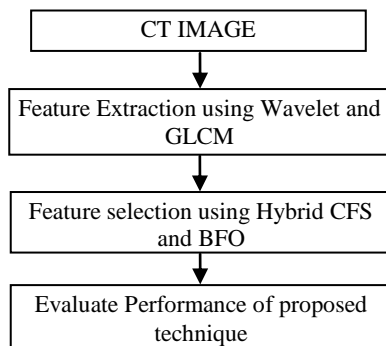 CT IMAGE
Feature Extraction using Wavelet and
GLCM
Feature selection using Hybrid CFS
and BFO
Evaluate Performance of proposed
technique